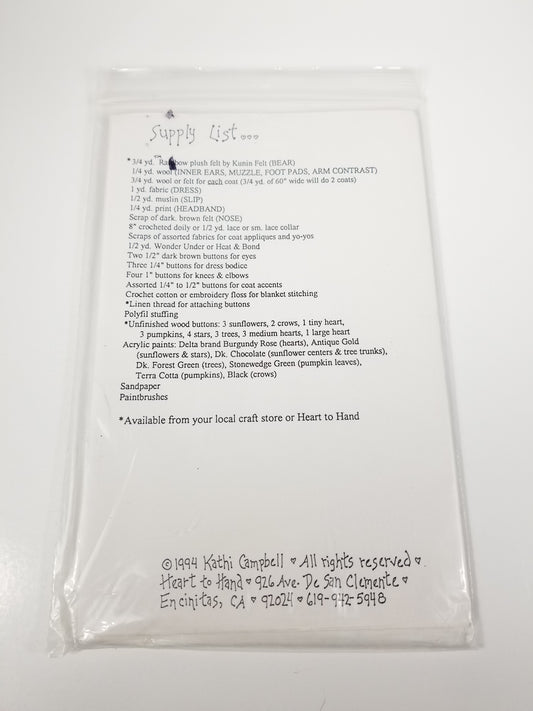 Supply List...
*3/4 yd. ™Rainbow plush felt by Kunin Felt (BEAR)
1/4 yd. wool (INNER EARS, MUZZLE, FOOT PADS, ARM CONTRAST)
3/4 yd. wool or felt for each coat (3/4 yd. of 60" wide will do 2 coats)
1 yd. fabric (DRESS)
1/2 yd. muslin (SLIP)
1/4 yd. print (HEADBAND)
Scrap of dark. brown felt (NOSE)
8" crocheted doily or 1/2 yd. lace or sm. lace collar
Scraps of assorted fabrics for coat appliques and yo-yos
1/2 yd. Wonder Under or Heat & Bond
Two 1/2" dark brown buttons for eyes
Three 1/4" buttons for dress bodice
Four 1" buttons for knees & elbows
Assorted 1/4" to 1/2" buttons for coat accents
Crochet cotton or embroidery floss for blanket stitching
*Linen thread for attaching buttons
Polyfil stuffing
*Unfinished wood buttons: 3 sunflowers, 2 crows, 1 tiny heart,
3 pumpkins, 4 stars, 3 trees, 3 medium hearts, 1 large heart
Acrylic paints: Delta brand Burgundy Rose (hearts), Antique Gold
(sunflowers & stars), Dk. Chocolate (sunflower centers & tree trunks),
Dk. Forest Green (trees), Stonewedge Green (pumpkin leaves),
Terra Cotta (pumpkins), Black (crows)
Sandpaper
Paintbrushes
*Available from your local craft store or Heart to Hand
©1994 Kathi Campbell ♥ All rights reserved ♥
Heart to Hand ♥ 926 Ave. De San Clemente ♥
Encinitas, CA ♥ 92024 ♥ 619-942-5948